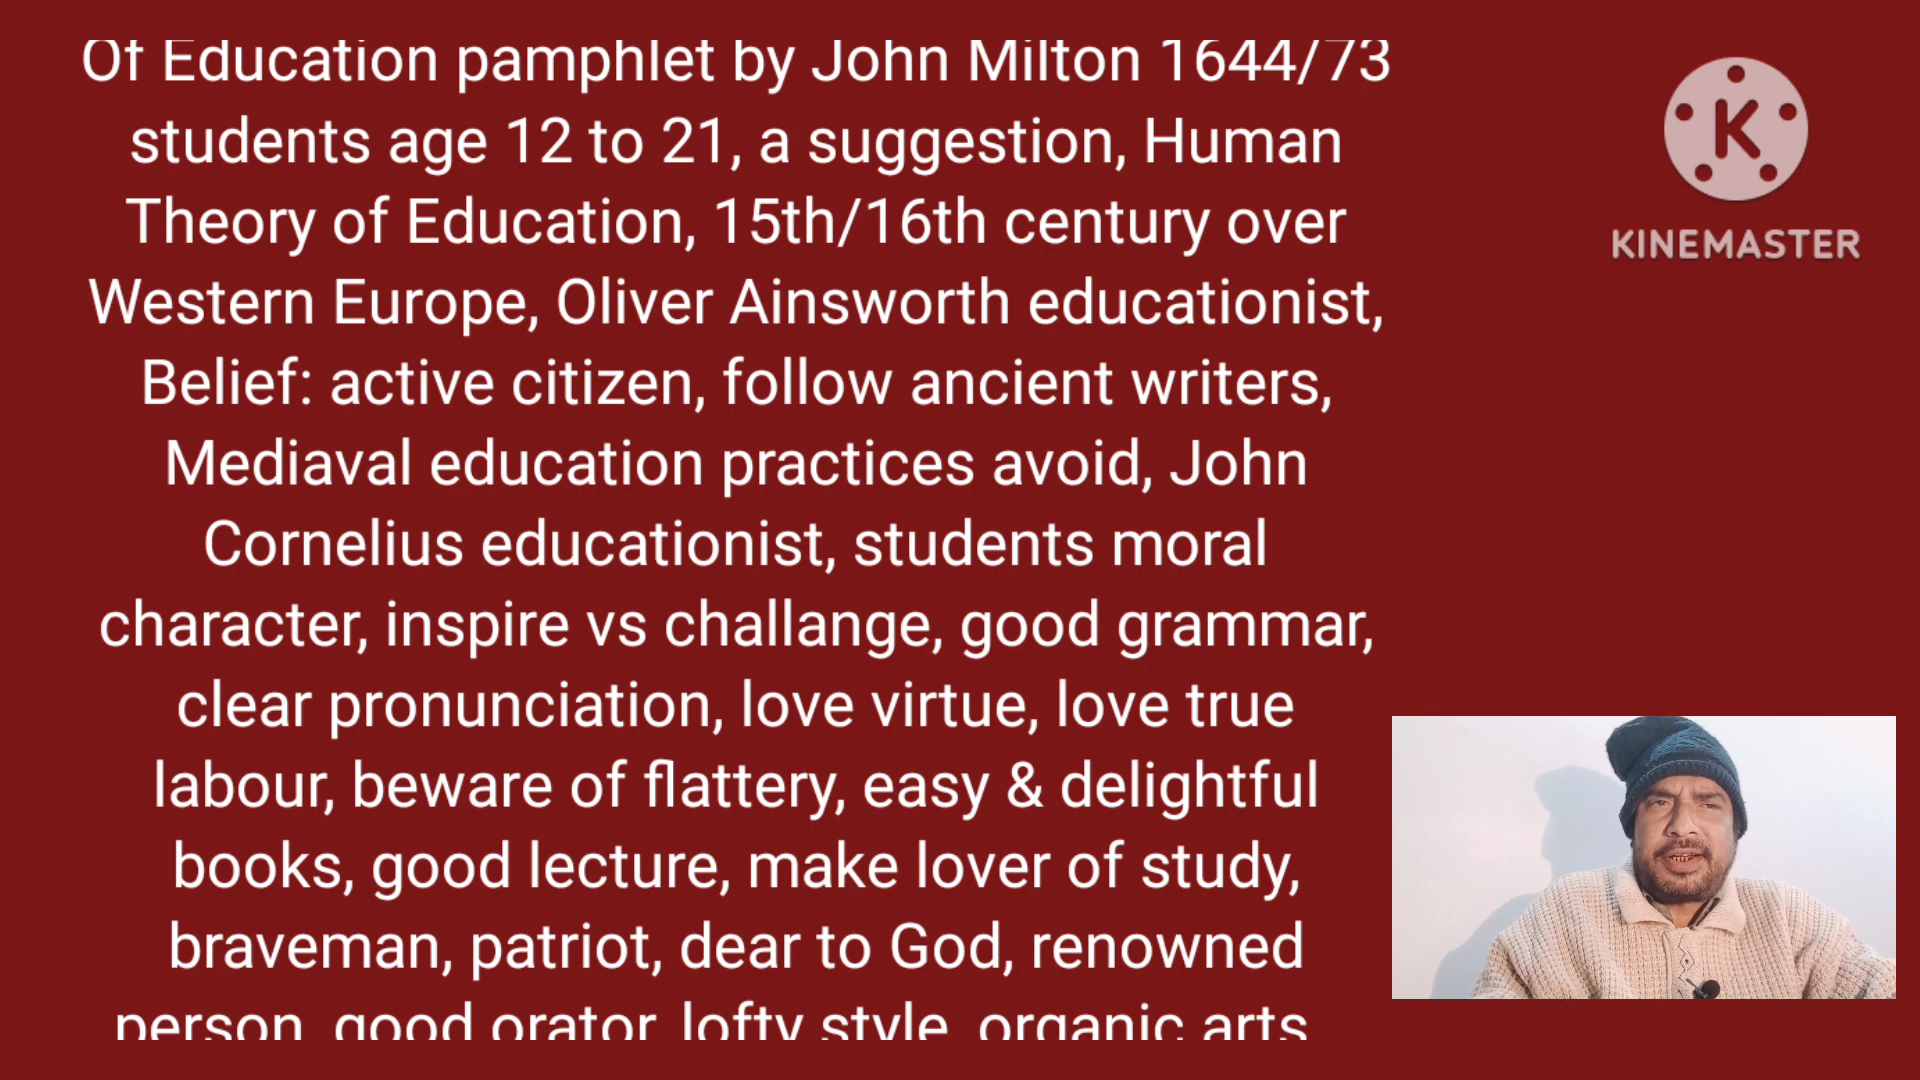 Of Education pamphlet by John Milton 1644/73
students age 12 to 21, a suggestion, Human
Theory of Education, 15th/16th century over
Western Europe, Oliver Ainsworth educationist,
Belief: active citizen, follow ancient writers,
Mediaval education practices avoid, John
Cornelius educationist, students moral
character, inspire vs challange, good grammar,
clear pronunciation, love virtue, love true
labour, beware of flattery, easy & delightful
books, good lecture, make lover of study,
braveman, patriot, dear to God, renowned
person, good orator, lofty style, organic arts
K
KINEMASTER